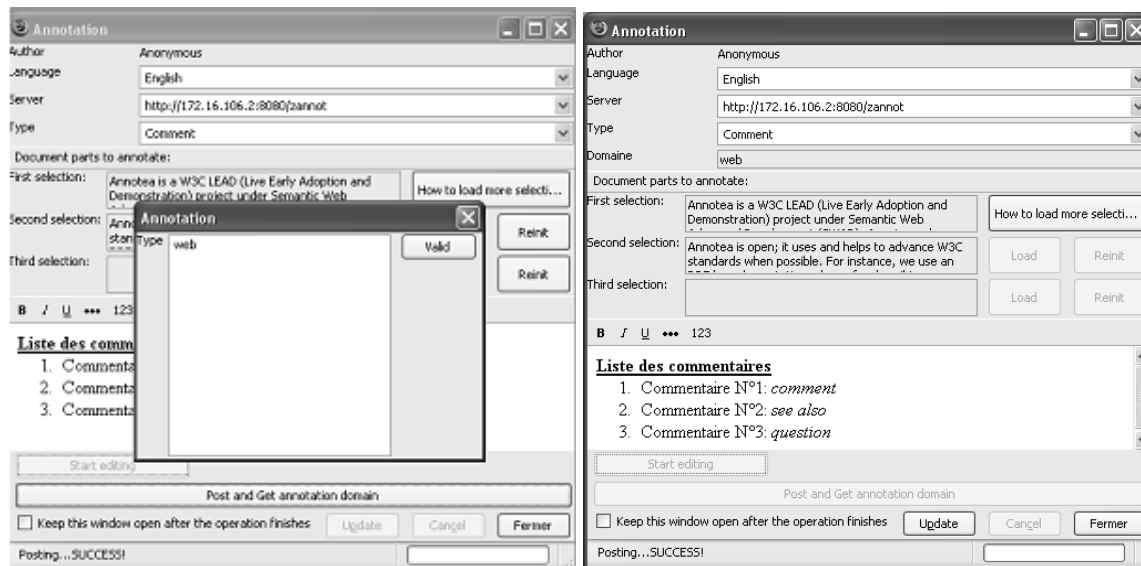 Annotation
Author Anonymous
Language English
Server http://172.16.106.2:8080/zannot
Type Comment
Document parts to annotate:
First selection: Annotea is a W3C LEAD (Live Early Adoption and
Demonstration) project under Semantic Web
How to load more selecti...
Second selection:
Reinit
Third selection:
Reinit
Annotation
Type web
Valid
B I U ••• 123
Liste des comm
1. Commenta
2. Commenta
3. Commenta
Start editing
Post and Get annotation domain
Keep this window open after the operation finishes Update Cancel Fermer
Posting...SUCCESS!
Annotation
Author Anonymous
Language English
Server http://172.16.106.2:8080/zannot
Type Comment
Domaine web
Document parts to annotate:
First selection: Annotea is a W3C LEAD (Live Early Adoption and
Demonstration) project under Semantic Web
How to load more selecti...
Second selection: Annotea is open; it uses and helps to advance W3C
standards when possible. For instance, we use an
Load Reinit
Third selection:
Load Reinit
B I U ••• 123
Liste des commentaires
1. Commentaire N°1: comment
2. Commentaire N°2: see also
3. Commentaire N°3: question
Start editing
Post and Get annotation domain
Keep this window open after the operation finishes Update Cancel Fermer
Posting...SUCCESS!